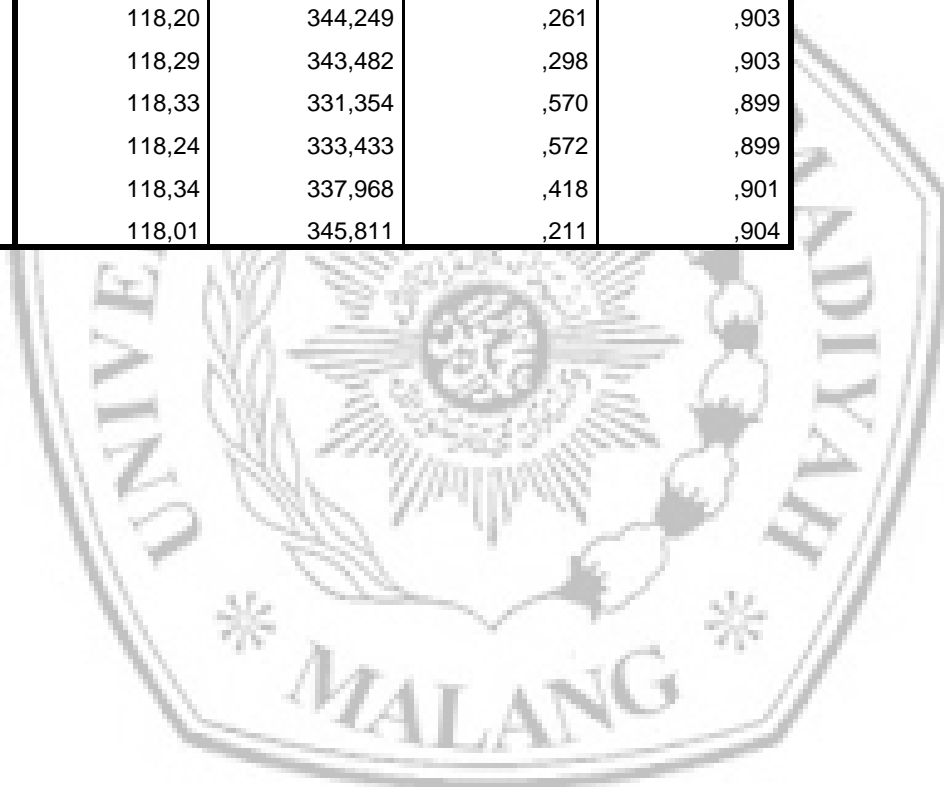 118,20 344,249 ,261 ,903
118,29 343,482 ,298 ,903
118,33 331,354 ,570 ,899
118,24 333,433 ,572 ,899
118,34 337,968 ,418 ,901
118,01 345,811 ,211 ,904
UNIVE
MADIYAH
MALANG